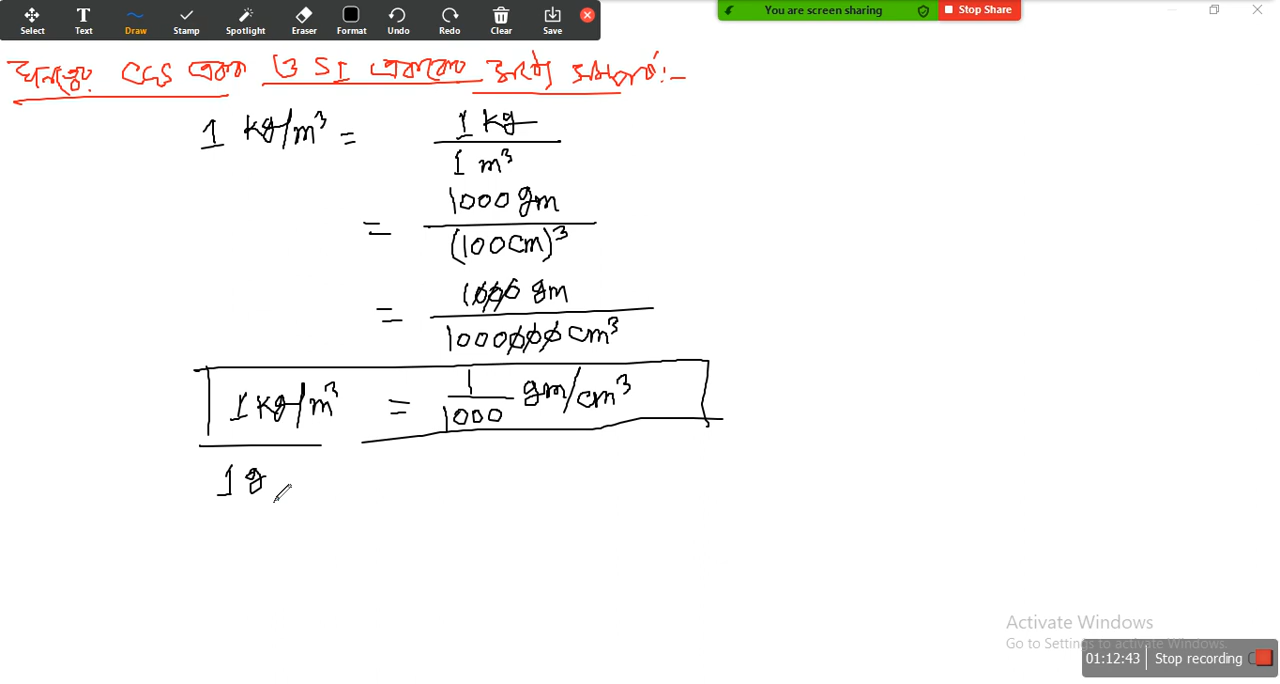 Select Text Draw Stamp Spotlight Eraser Format Undo Redo Clear Save
You are screen sharing Stop Share
ঘনত্বের CGS একক ও SI এককের মধ্যে সম্পর্ক:-
1 kg/m³ = 1 kg / 1 m³
= 1000 gm / (100 cm)³
= 1000 gm / 1000000 cm³
1 kg/m³ = 1/1000 gm/cm³
1 g
Activate Windows
Go to Settings to activate Windows.
01:12:43 Stop recording